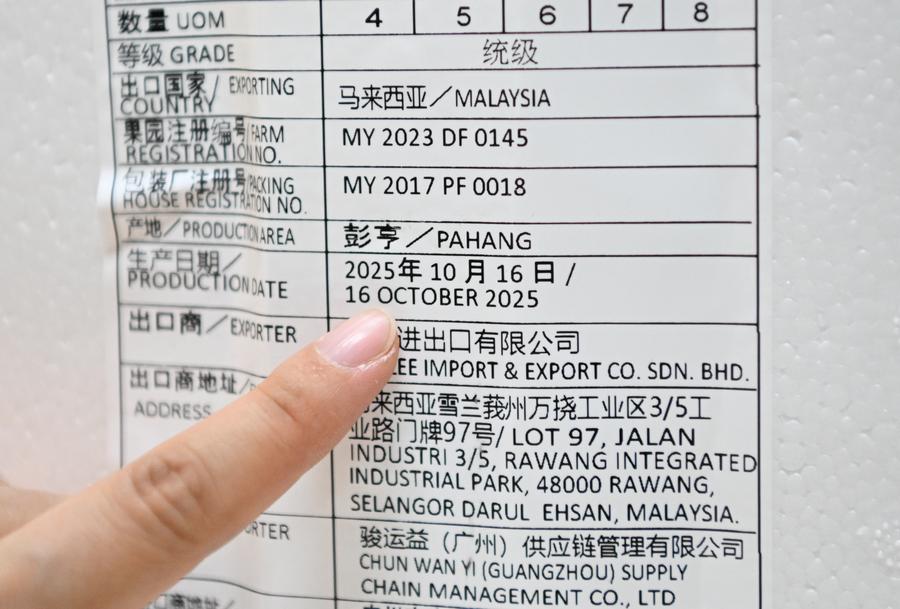 数量 UOM 4 5 6 7 8
等级 GRADE 统级
出口国家/ EXPORTING
COUNTRY
马来西亚／MALAYSIA
果园注册编号/FARM
REGISTRATION NO.
MY 2023 DF 0145
包装厂注册号/PACKING
HOUSE REGISTRATION NO.
MY 2017 PF 0018
产地／PRODUCTION AREA
彭亨／PAHANG
生产日期／
PRODUCTION DATE
2025年 10 月 16 日 /
16 OCTOBER 2025
出口商／EXPORTER
进出口有限公司
EE IMPORT & EXPORT CO. SDN. BHD.
出口商地址/
ADDRESS
来西亚雪兰莪州万挠工业区3/5工
业路门牌97号/ LOT 97, JALAN
INDUSTRI 3/5, RAWANG INTEGRATED
INDUSTRIAL PARK, 48000 RAWANG,
SELANGOR DARUL EHSAN, MALAYSIA.
RTER
骏运益（广州）供应链管理有限公司
CHUN WAN YI (GUANGZHOU) SUPPLY
CHAIN MANAGEMENT CO., LTD